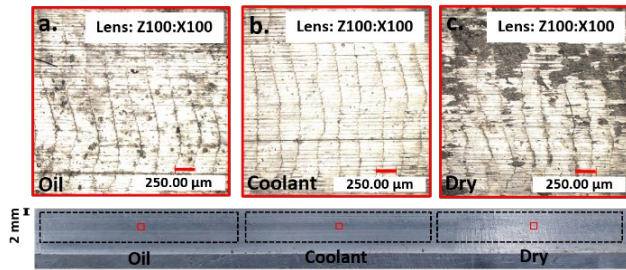 a. Lens: Z100:X100
b. Lens: Z100:X100
c. Lens: Z100:X100
Oil 250.00 µm
Coolant 250.00 µm
Dry 250.00 µm
2 mm
Oil Coolant Dry